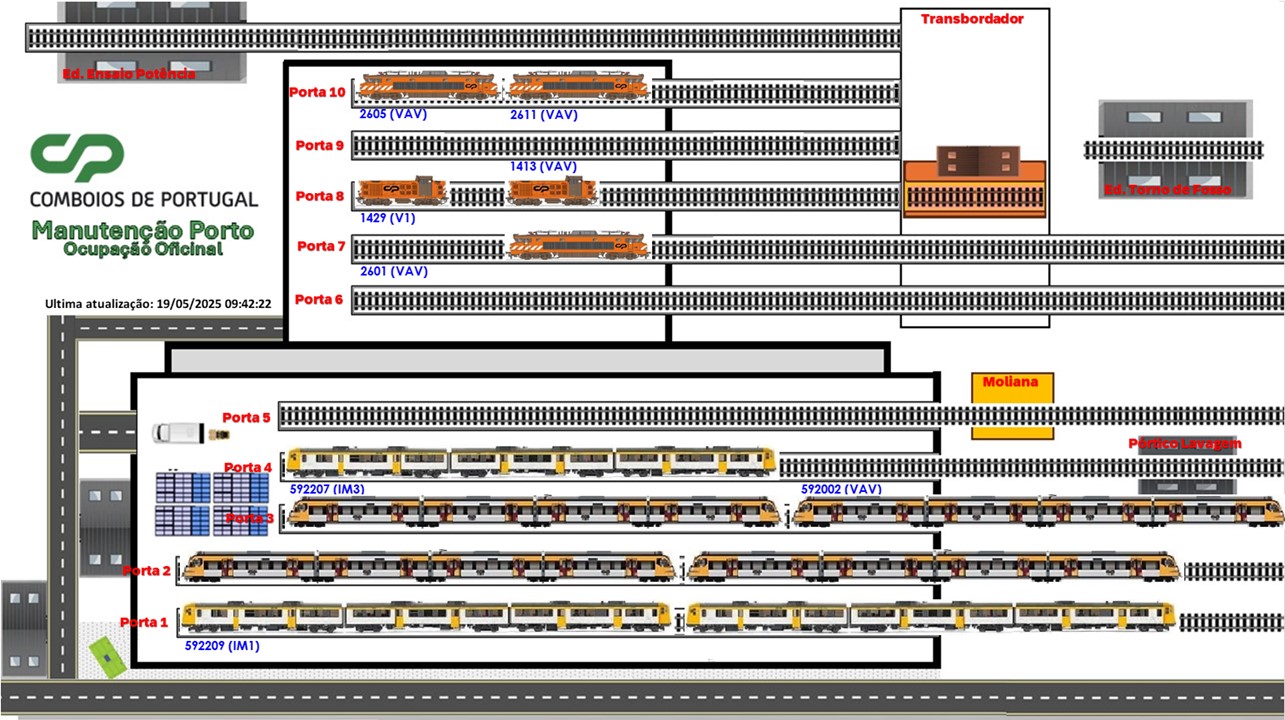 Transbordador
Ed. Ensaio Potência
Porta 10
2605 (VAV)
2611 (VAV)
Porta 9
1413 (VAV)
Porta 8
1429 (V1)
Ed. Torno de Fosso
CP
COMBOIOS DE PORTUGAL
Manutenção Porto
Ocupação Oficinal
Porta 7
2601 (VAV)
Porta 6
Ultima atualização: 19/05/2025 09:42:22
Moliana
Porta 5
Pórtico Lavagem
Porta 4
592207 (IM3)
592002 (VAV)
Porta 3
Porta 2
Porta 1
592209 (IM1)